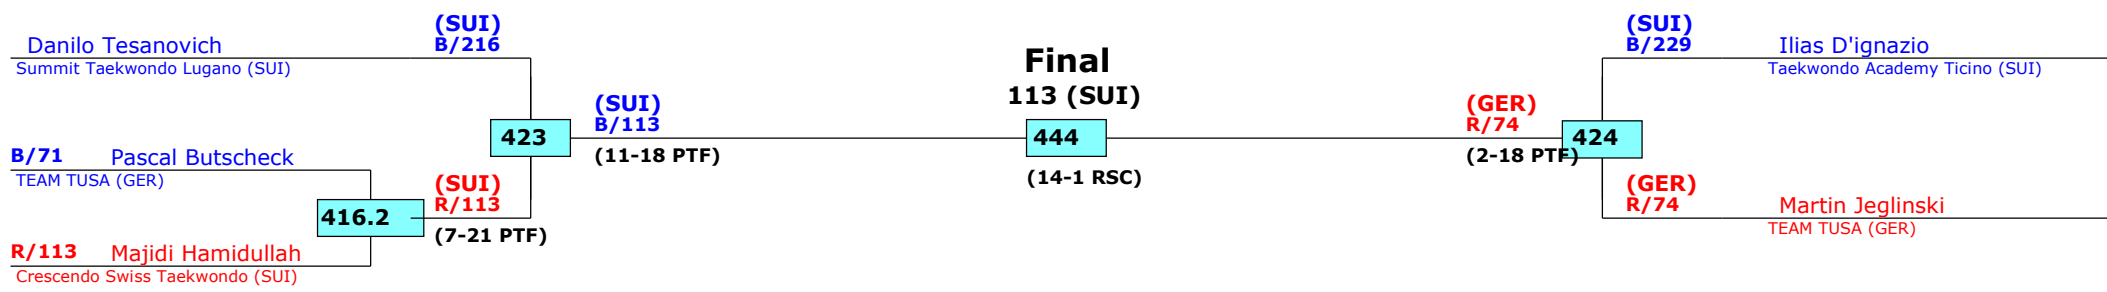 (SUI)
B/216
Danilo Tesanovich
Summit Taekwondo Lugano (SUI)
B/71 Pascal Butscheck
TEAM TUSA (GER)
416.2
R/113 Majidi Hamidullah
Crescendo Swiss Taekwondo (SUI)
(SUI)
R/113
(7-21 PTF)
423
(SUI)
B/113
(11-18 PTF)
Final
113 (SUI)
444
(14-1 RSC)
(GER)
R/74
(2-18 PTF)
424
(SUI)
B/229
Ilias D'ignazio
Taekwondo Academy Ticino (SUI)
(GER)
R/74
Martin Jeglinski
TEAM TUSA (GER)